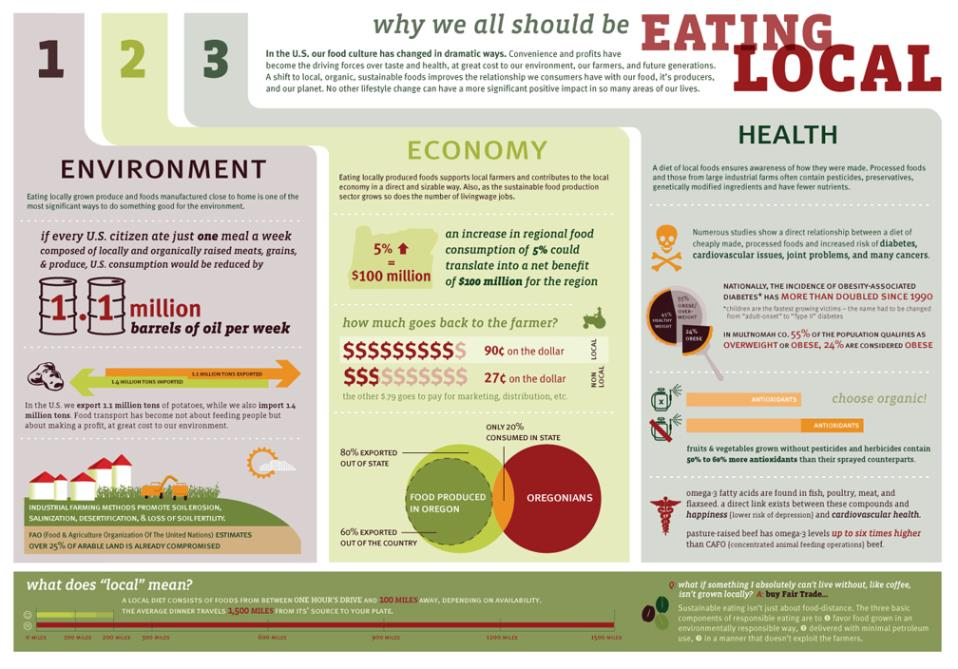 1 2 3
why we all should be EATING
LOCAL
In the U.S. our food culture has changed in dramatic ways. Convenience and profits have
become the driving forces over taste and health, at great cost to our environment, our farmers, and future generations.
A shift to local, organic, sustainable foods improves the relationship we consumers have with our food, it's producers,
and our planet. No other lifestyle change can have a more significant positive impact in so many areas of our lives.
ENVIRONMENT
Eating locally grown produce and foods manufactured close to home is one of the
most significant ways to do something good for the environment.
if every U.S. citizen ate just one meal a week
composed of locally and organically raised meats, grains,
& produce, U.S. consumption would be reduced by
1.1 million
barrels of oil per week
1.1 MILLION TONS EXPORTED
1.4 MILLION TONS IMPORTED
In the U.S. we export 1.1 million tons of potatoes, while we also import 1.4
million tons. Food transport has become not about feeding people but
about making a profit, at great cost to our environment.
INDUSTRIAL FARMING METHODS PROMOTE SOIL EROSION,
SALINIZATION, DESERTIFICATION, & LOSS OF SOIL FERTILITY.
FAO (Food & Agriculture Organization Of The United Nations) ESTIMATES
OVER 25% OF ARABLE LAND IS ALREADY COMPROMISED
ECONOMY
Eating locally produced foods supports local farmers and contributes to the local
economy in a direct and sizable way. Also, as the sustainable food production
sector grows so does the number of livingwage jobs.
5%
=
$100 million
an increase in regional food
consumption of 5% could
translate into a net benefit
of $100 million for the region
how much goes back to the farmer?
$$$$$$$$$$ 90¢ on the dollar LOCAL
$$$$$$$$$$ 27¢ on the dollar NON LOCAL
the other $.79 goes to pay for marketing, distribution, etc.
ONLY 20%
CONSUMED IN STATE
80% EXPORTED
OUT OF STATE
FOOD PRODUCED
IN OREGON
OREGONIANS
60% EXPORTED
OUT OF THE COUNTRY
HEALTH
A diet of local foods ensures awareness of how they were made. Processed foods
and those from large industrial farms often contain pesticides, preservatives,
genetically modified ingredients and have fewer nutrients.
Numerous studies show a direct relationship between a diet of
cheaply made, processed foods and increased risk of diabetes,
cardiovascular issues, joint problems, and many cancers.
55%
OBESE/
OVER-
WEIGHT
45%
HEALTHY
WEIGHT
24%
OBESE
NATIONALLY, THE INCIDENCE OF OBESITY-ASSOCIATED
DIABETES* HAS MORE THAN DOUBLED SINCE 1990
*children are the fastest growing victims – the name had to be changed
from "adult-onset" to "Type II" diabetes
IN MULTNOMAH CO. 55% OF THE POPULATION QUALIFIES AS
OVERWEIGHT OR OBESE, 24% ARE CONSIDERED OBESE
ANTIOXIDANTS
choose organic!
ANTIOXIDANTS
fruits & vegetables grown without pesticides and herbicides contain
50% to 60% more antioxidants than their sprayed counterparts.
omega-3 fatty acids are found in fish, poultry, meat, and
flaxseed. a direct link exists between these compounds and
happiness [lower risk of depression] and cardiovascular health.
pasture-raised beef has omega-3 levels up to six times higher
than CAFO (concentrated animal feeding operations) beef.
what does "local" mean?
A LOCAL DIET CONSISTS OF FOODS FROM BETWEEN ONE HOUR'S DRIVE AND 100 MILES AWAY, DEPENDING ON AVAILABILITY.
THE AVERAGE DINNER TRAVELS 1,500 MILES FROM ITS' SOURCE TO YOUR PLATE.
0 MILES 100 MILES 200 MILES 300 MILES 600 MILES 900 MILES 1200 MILES 1500 MILES
Q: what if something I absolutely can't live without, like coffee,
isn't grown locally? A: buy Fair Trade...
Sustainable eating isn't just about food-distance. The three basic
components of responsible eating are to ❶ favor food grown in an
environmentally responsible way, ❷ delivered with minimal petroleum
use, ❸ in a manner that doesn't exploit the farmers.